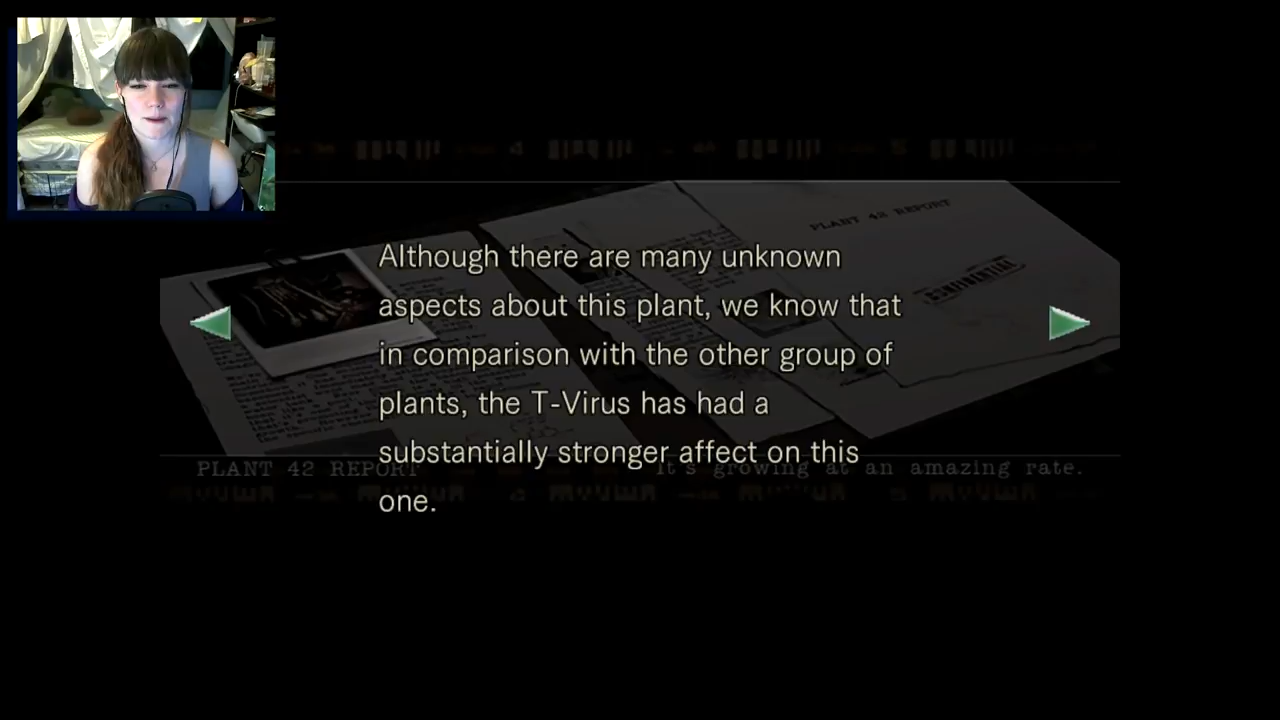 PLANT 42 REPORT
CONFIDENTIAL
Although there are many unknown
aspects about this plant, we know that
in comparison with the other group of
plants, the T-Virus has had a
substantially stronger affect on this
one.
PLANT 42 REPORT
It's growing at an amazing rate.